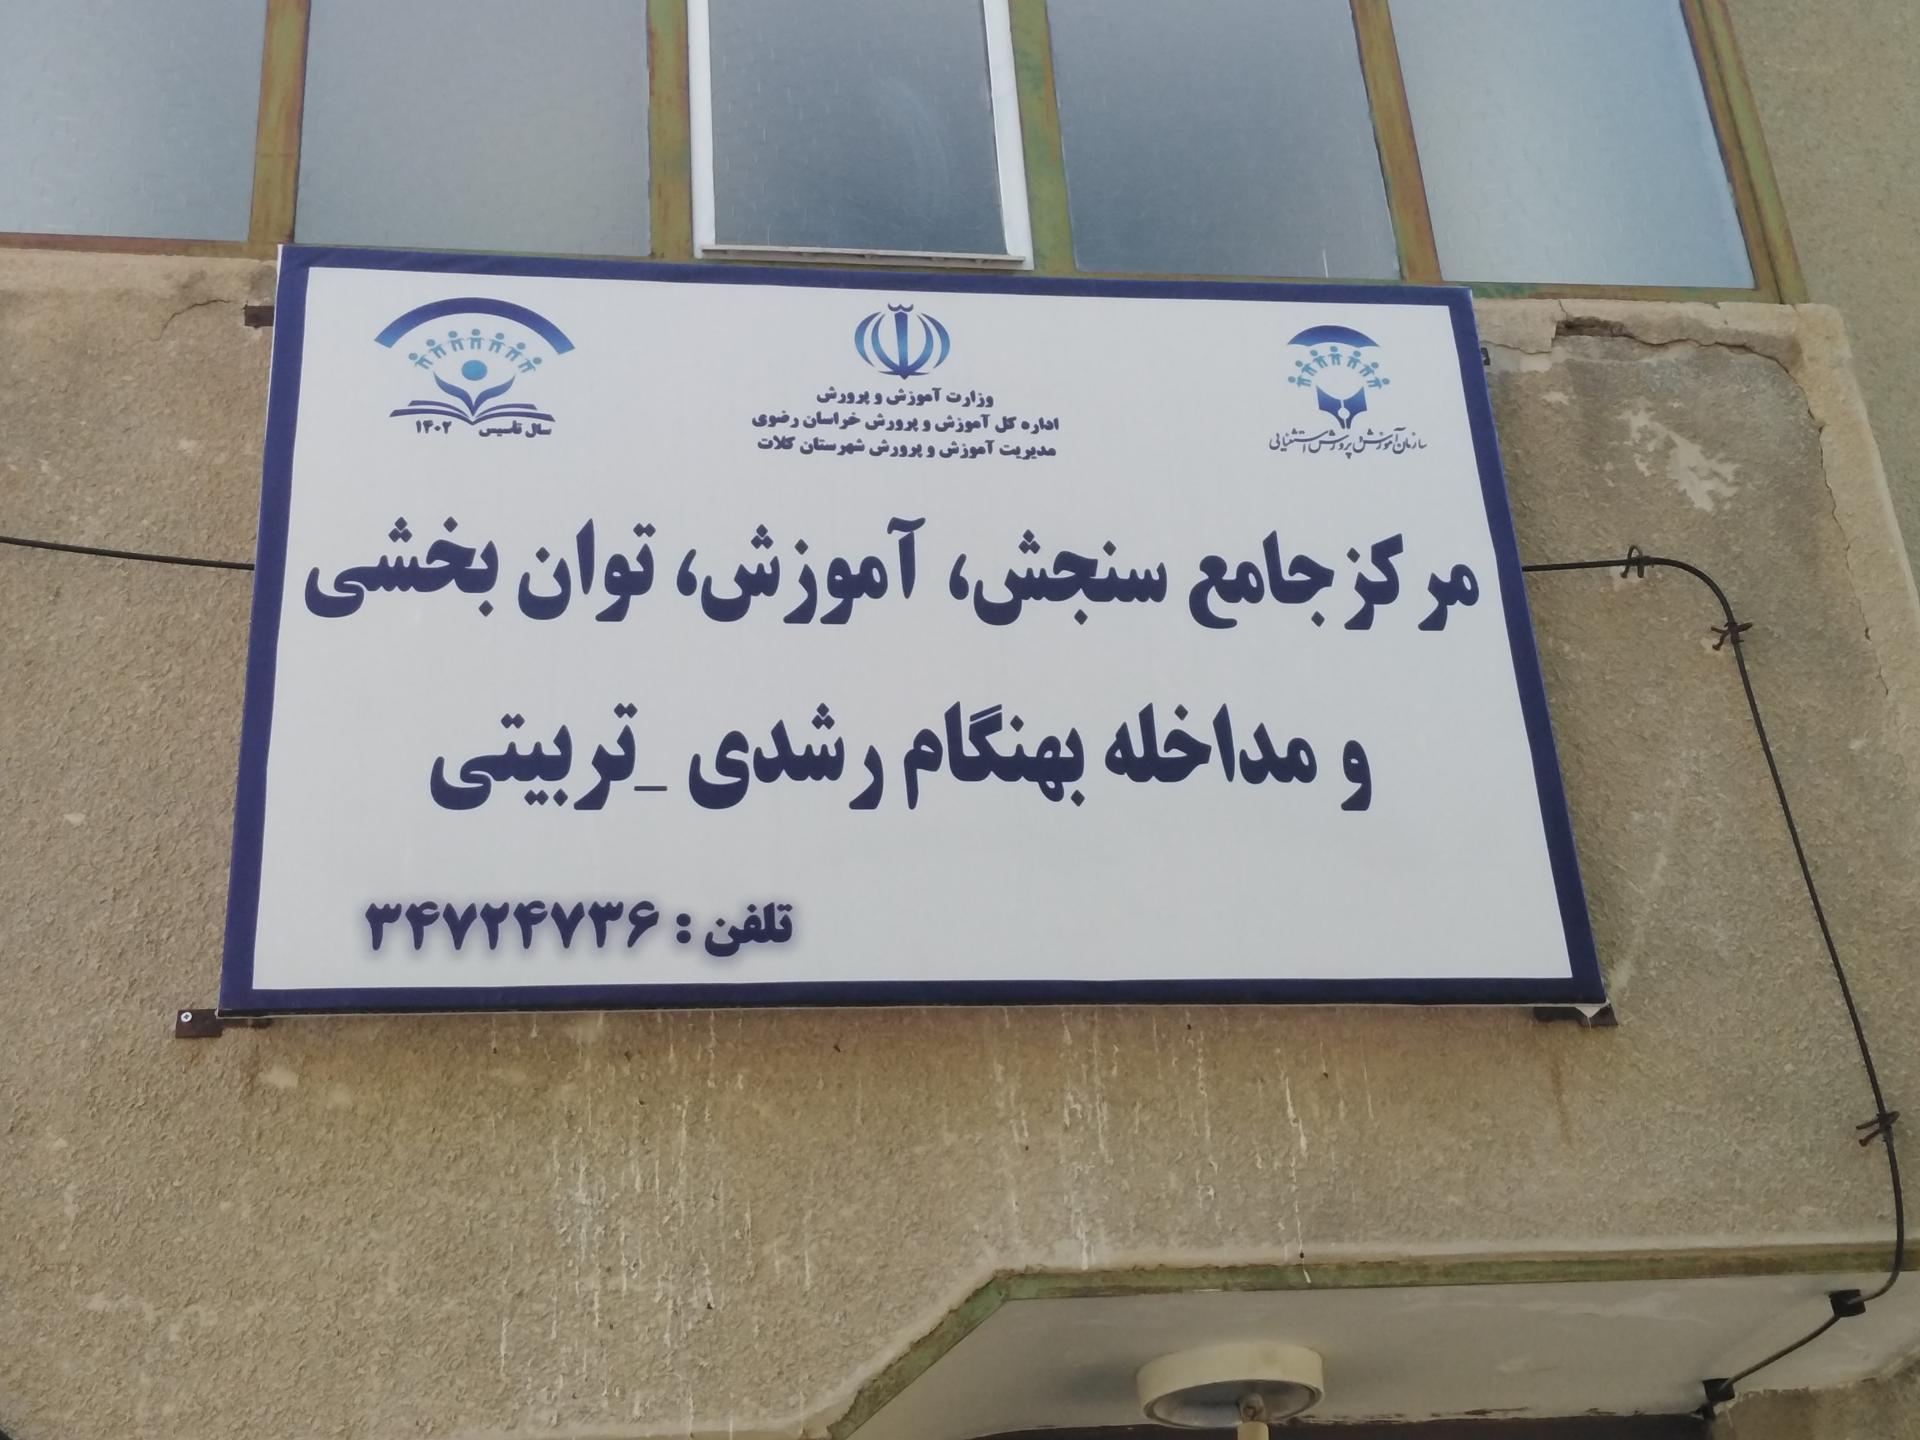 وزارت آموزش و پرورش
اداره کل آموزش و پرورش خراسان رضوی
مدیریت آموزش و پرورش شهرستان کلات
سازمان آموزش و پرورش استثنایی
سال تاسیس ۱۴۰۲
مرکز جامع سنجش، آموزش، توان بخشی
و مداخله بهنگام رشدی _تربیتی
تلفن : ۳۴۷۲۴۷۳۶